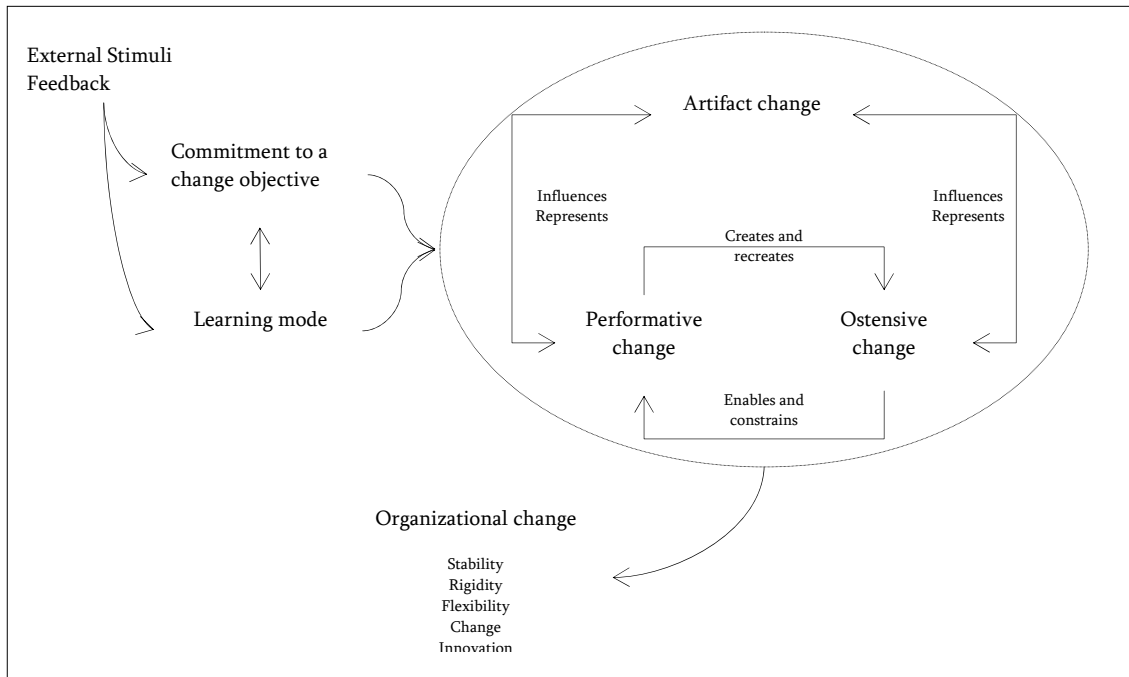 External Stimuli
Feedback
Artifact change
Commitment to a
change objective
Influences
Represents
Influences
Represents
Creates and
recreates
Learning mode
Performative
change
Ostensive
change
Enables and
constrains
Organizational change
Stability
Rigidity
Flexibility
Change
Innovation